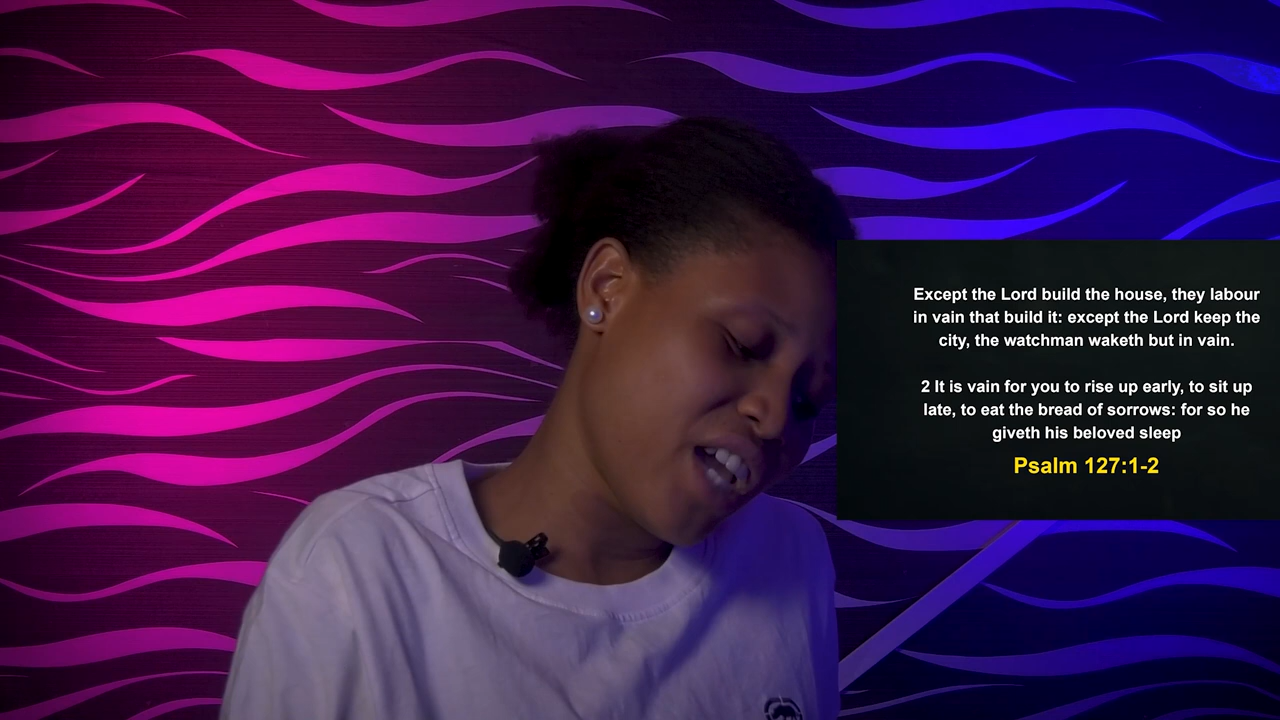 Except the Lord build the house, they labour
in vain that build it: except the Lord keep the
city, the watchman waketh but in vain.
2 It is vain for you to rise up early, to sit up
late, to eat the bread of sorrows: for so he
giveth his beloved sleep
Psalm 127:1-2